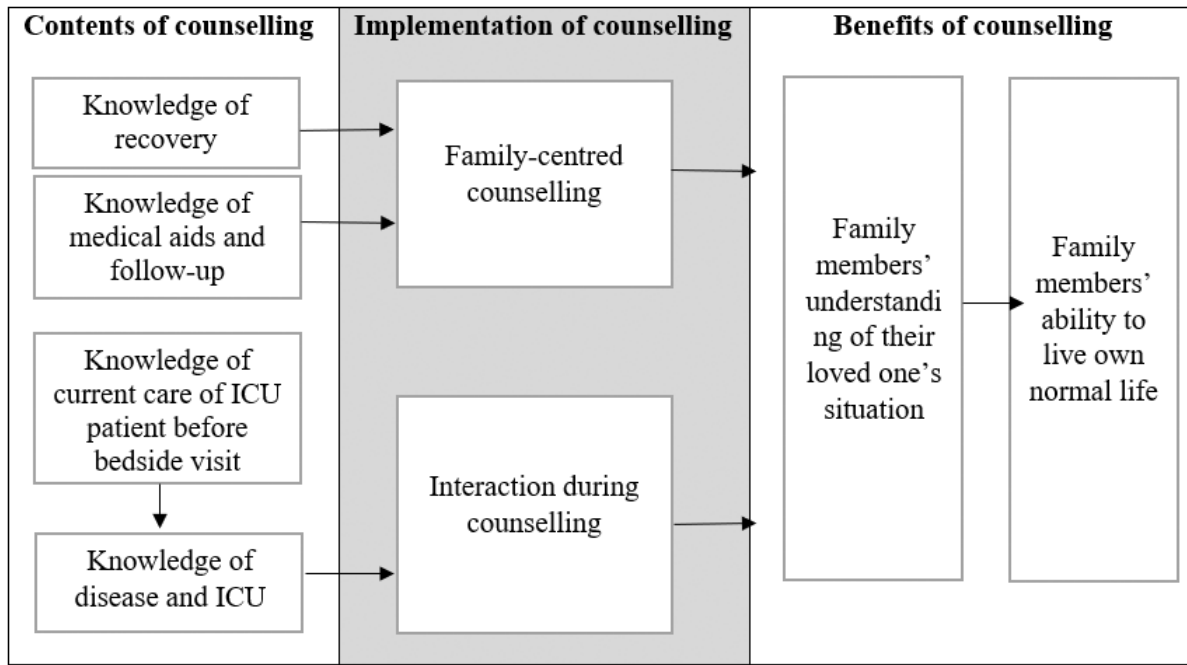 Contents of counselling
Knowledge of
recovery
Knowledge of
medical aids and
follow-up
Knowledge of
current care of ICU
patient before
bedside visit
Knowledge of
disease and ICU
Implementation of counselling
Family-centred
counselling
Interaction during
counselling
Benefits of counselling
Family
members’
understandi
ng of their
loved one’s
situation
Family
members’
ability to
live own
normal life